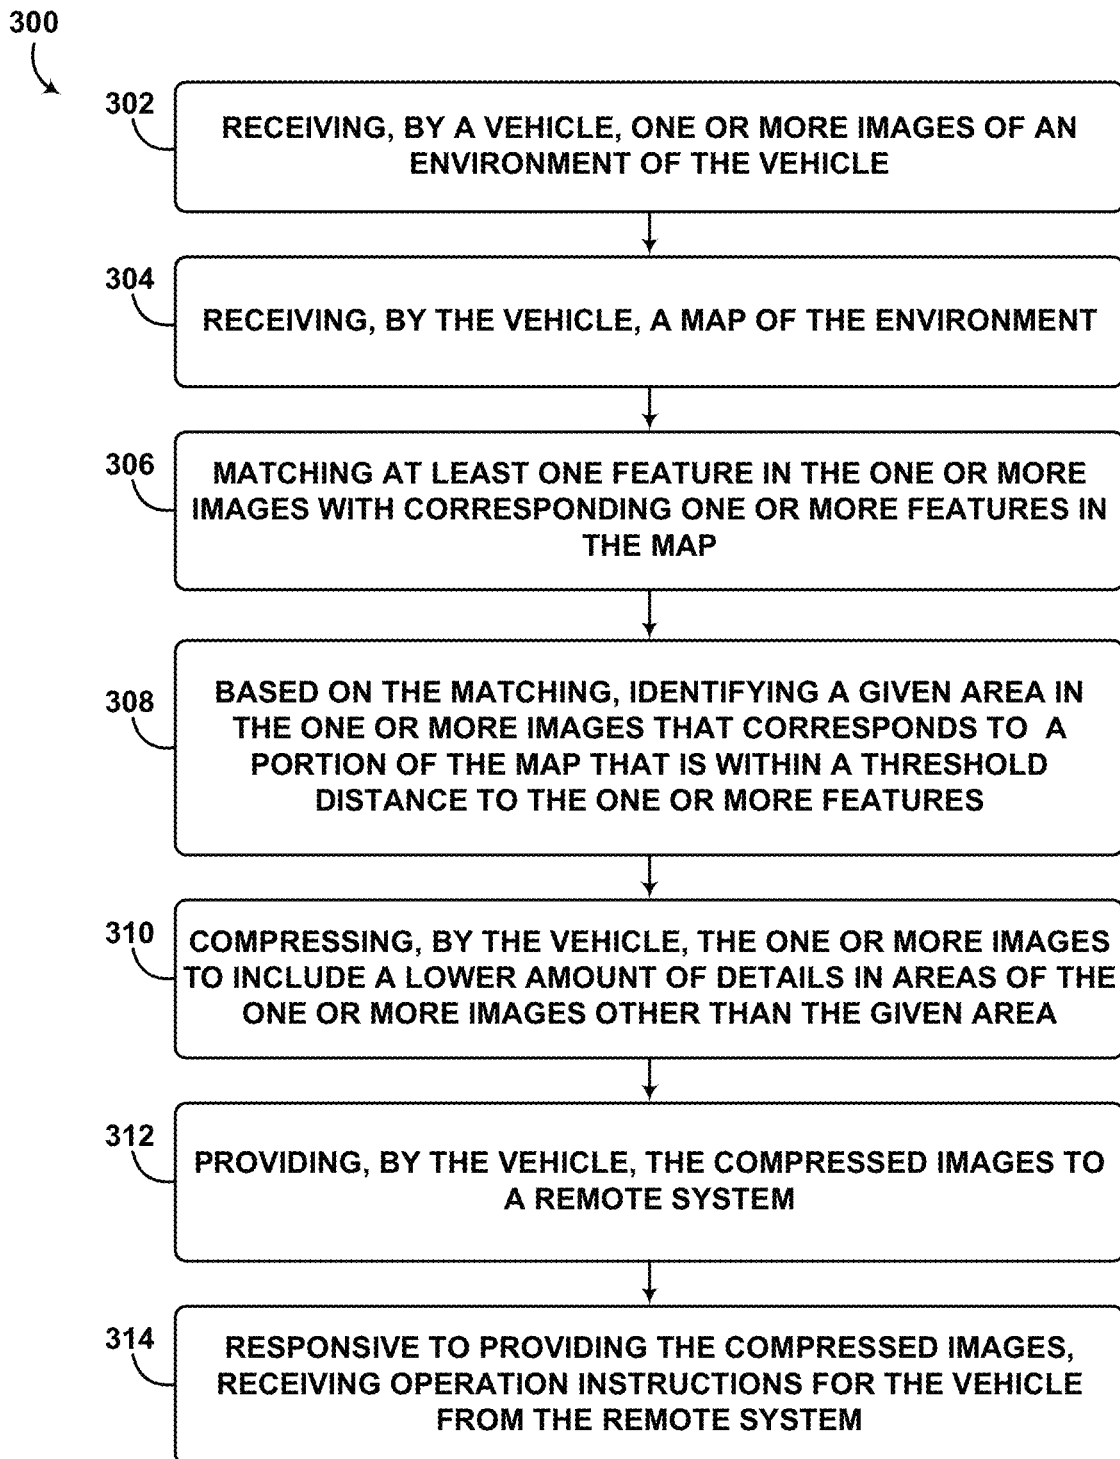 300
302
RECEIVING, BY A VEHICLE, ONE OR MORE IMAGES OF AN
ENVIRONMENT OF THE VEHICLE
304
RECEIVING, BY THE VEHICLE, A MAP OF THE ENVIRONMENT
306
MATCHING AT LEAST ONE FEATURE IN THE ONE OR MORE
IMAGES WITH CORRESPONDING ONE OR MORE FEATURES IN
THE MAP
308
BASED ON THE MATCHING, IDENTIFYING A GIVEN AREA IN
THE ONE OR MORE IMAGES THAT CORRESPONDS TO A
PORTION OF THE MAP THAT IS WITHIN A THRESHOLD
DISTANCE TO THE ONE OR MORE FEATURES
310
COMPRESSING, BY THE VEHICLE, THE ONE OR MORE IMAGES
TO INCLUDE A LOWER AMOUNT OF DETAILS IN AREAS OF THE
ONE OR MORE IMAGES OTHER THAN THE GIVEN AREA
312
PROVIDING, BY THE VEHICLE, THE COMPRESSED IMAGES TO
A REMOTE SYSTEM
314
RESPONSIVE TO PROVIDING THE COMPRESSED IMAGES,
RECEIVING OPERATION INSTRUCTIONS FOR THE VEHICLE
FROM THE REMOTE SYSTEM